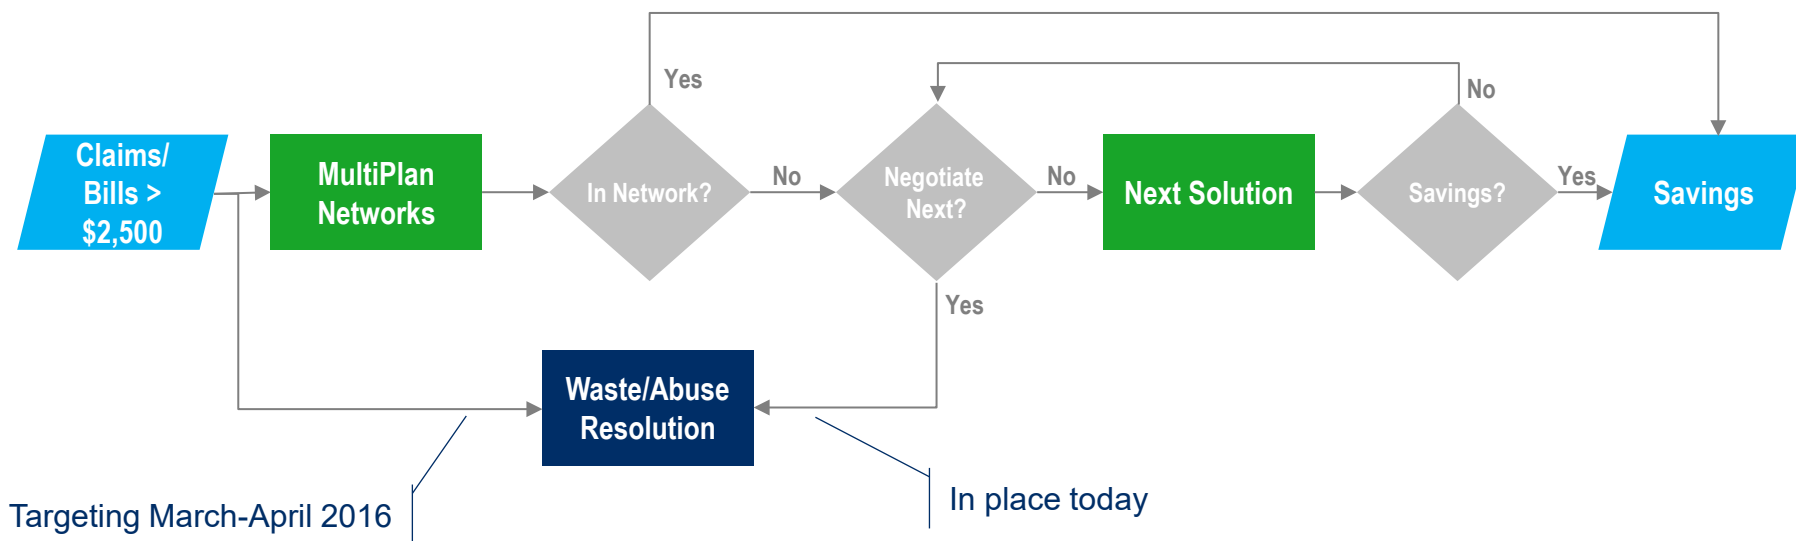 Yes
No
Claims/
Bills >
$2,500
MultiPlan
Networks
In Network?
No
Negotiate
Next?
No
Next Solution
Savings?
Yes
Savings
Yes
Waste/Abuse
Resolution
Targeting March-April 2016
In place today